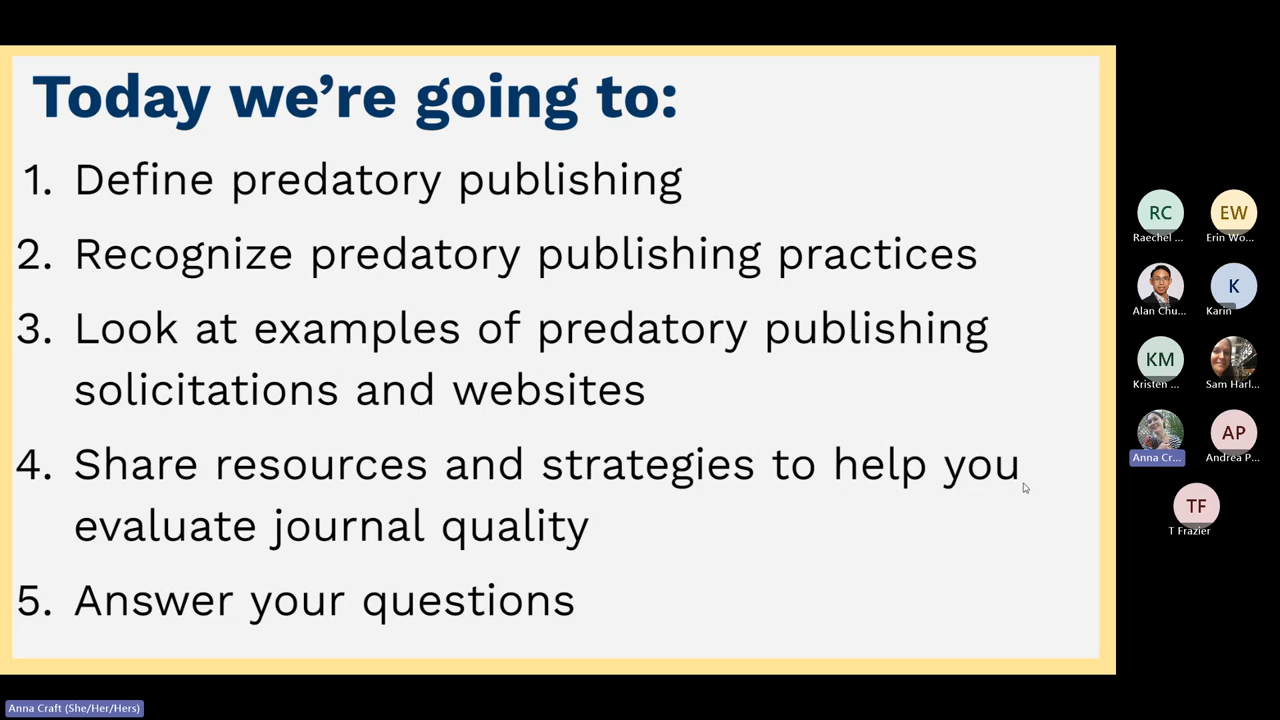 Today we're going to:
1. Define predatory publishing
2. Recognize predatory publishing practices
3. Look at examples of predatory publishing
solicitations and websites
4. Share resources and strategies to help you
evaluate journal quality
5. Answer your questions
RC
EW
Raechel ...
Erin Wo...
K
Alan Chu...
Karin
KM
Kristen ...
Sam Harl...
AP
Anna Cr...
Andrea P...
TF
T Frazier
Anna Craft (She/Her/Hers)